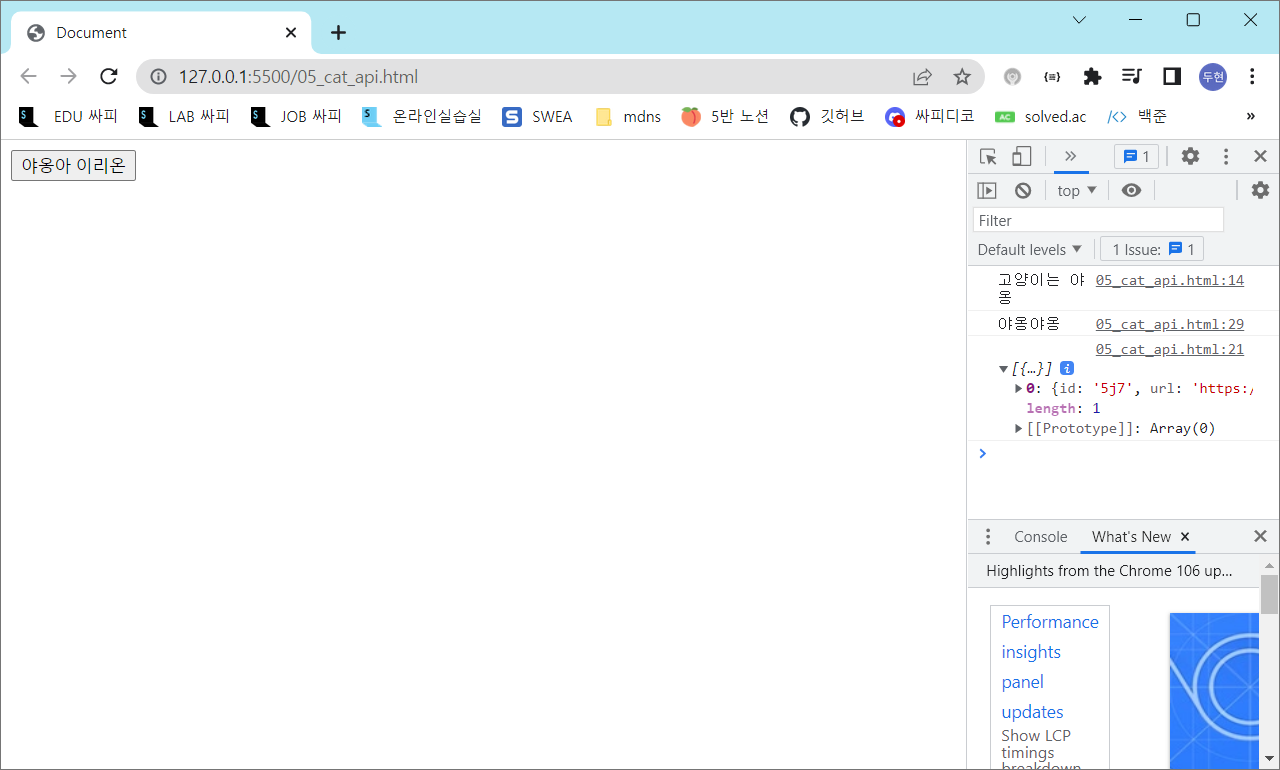 Document
127.0.0.1:5500/05_cat_api.html
두현
EDU 싸피 LAB 싸피 JOB 싸피 온라인실습실 SWEA mdns 5반 노션 깃허브 싸피디코 solved.ac 백준 »
야옹아 이리온
1
top
Filter
Default levels 1 Issue: 1
고양이는 야 05_cat_api.html:14
옹
야옹야옹 05_cat_api.html:29
05_cat_api.html:21
[{…}]
0: {id: '5j7', url: 'https:/
length: 1
[[Prototype]]: Array(0)
Console What's New
Highlights from the Chrome 106 up...
Performance
insights
panel
updates
Show LCP
timings
breakdown